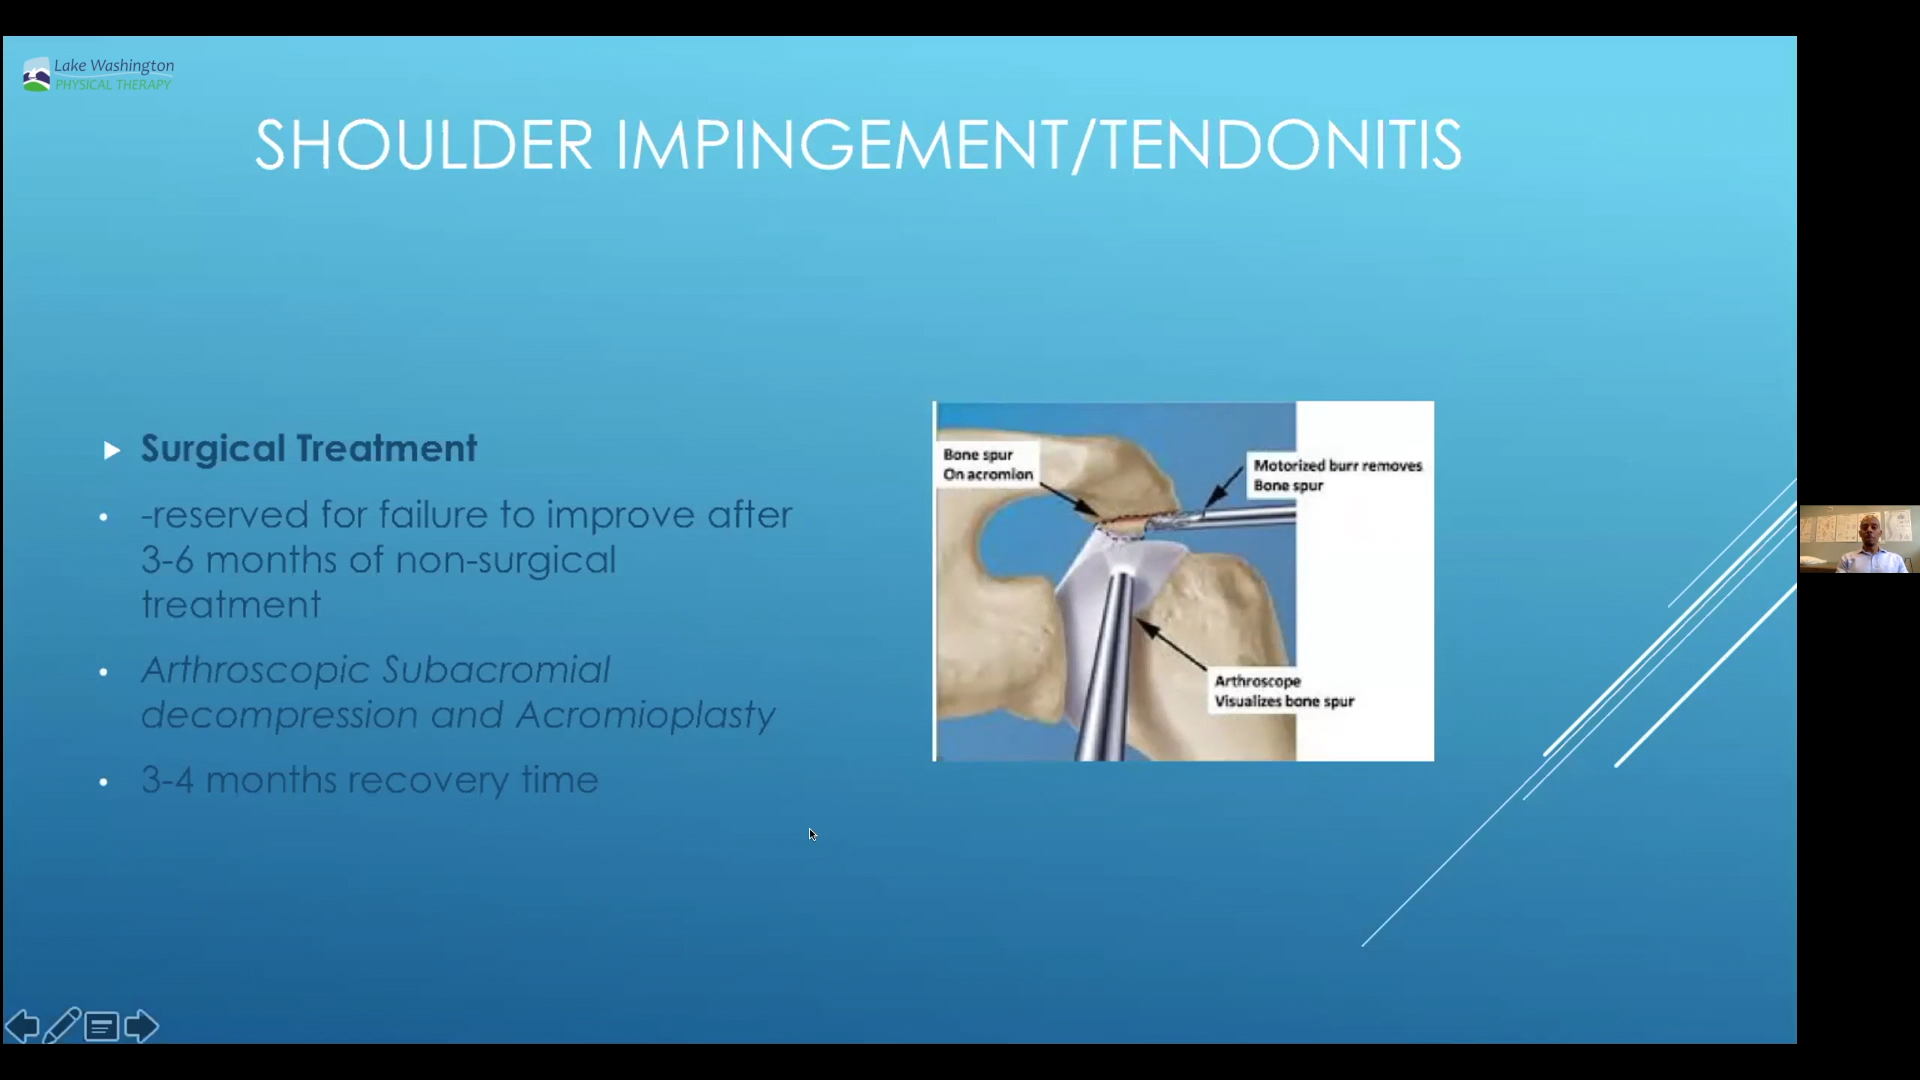 Lake Washington
PHYSICAL THERAPY
SHOULDER IMPINGEMENT/TENDONITIS
Surgical Treatment
-reserved for failure to improve after
3-6 months of non-surgical
treatment
Arthroscopic Subacromial
decompression and Acromioplasty
3-4 months recovery time
Bone spur
On acromion
Motorized burr removes
Bone spur
Arthroscope
Visualizes bone spur